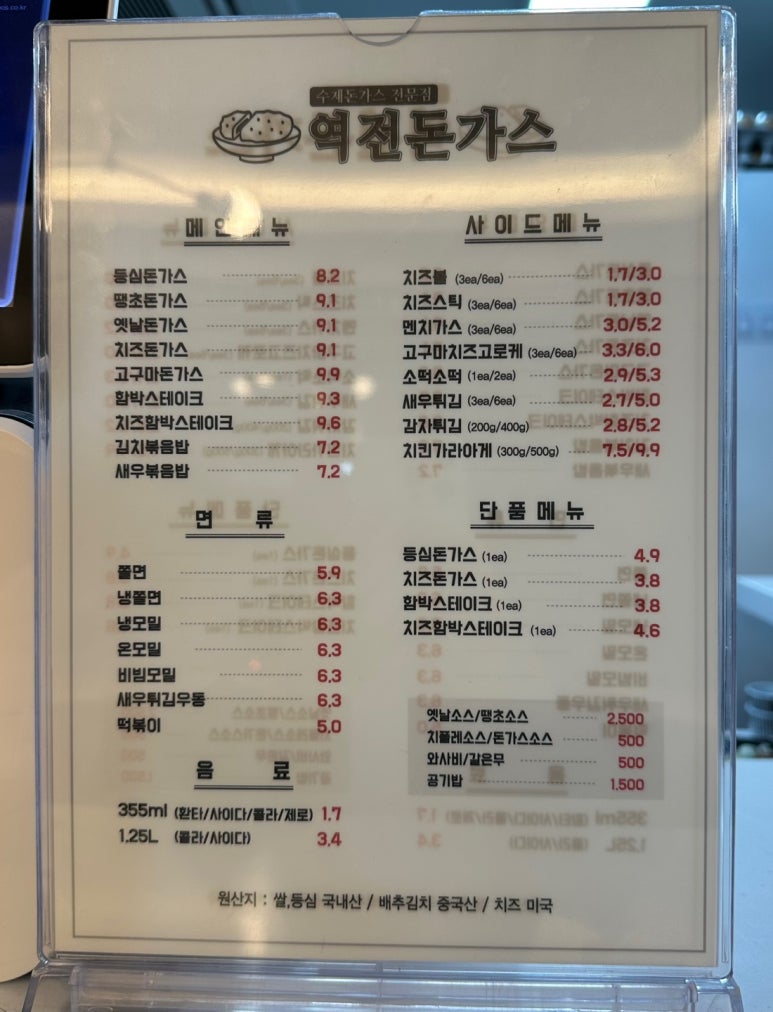 수제돈가스 전문점
역전돈가스
메인메뉴
등심돈가스 8.2
땡초돈가스 9.1
옛날돈가스 9.1
치즈돈가스 9.1
고구마돈가스 9.9
함박스테이크 9.3
치즈함박스테이크 9.6
김치볶음밥 7.2
새우볶음밥 7.2
면 류
쫄면 5.9
냉쫄면 6.3
냉모밀 6.3
온모밀 6.3
비빔모밀 6.3
새우튀김우동 6.3
떡볶이 5.0
음 료
355ml (환타/사이다/콜라/제로) 1.7
1.25L (콜라/사이다) 3.4
사이드메뉴
치즈볼 (3ea/6ea) 1.7/3.0
치즈스틱 (3ea/6ea) 1.7/3.0
멘치가스 (3ea/6ea) 3.0/5.2
고구마치즈고로케 (3ea/6ea) 3.3/6.0
소떡소떡 (1ea/2ea) 2.9/5.3
새우튀김 (3ea/6ea) 2.7/5.0
감자튀김 (200g/400g) 2.8/5.2
치킨가라아게 (300g/500g) 7.5/9.9
단품메뉴
등심돈가스 (1ea) 4.9
치즈돈가스 (1ea) 3.8
함박스테이크 (1ea) 3.8
치즈함박스테이크 (1ea) 4.6
옛날소스/땡초소스 2.500
치폴레소스/돈가스소스 500
와사비/갈은무 500
공기밥 1.500
원산지 : 쌀,등심 국내산 / 배추김치 중국산 / 치즈 미국